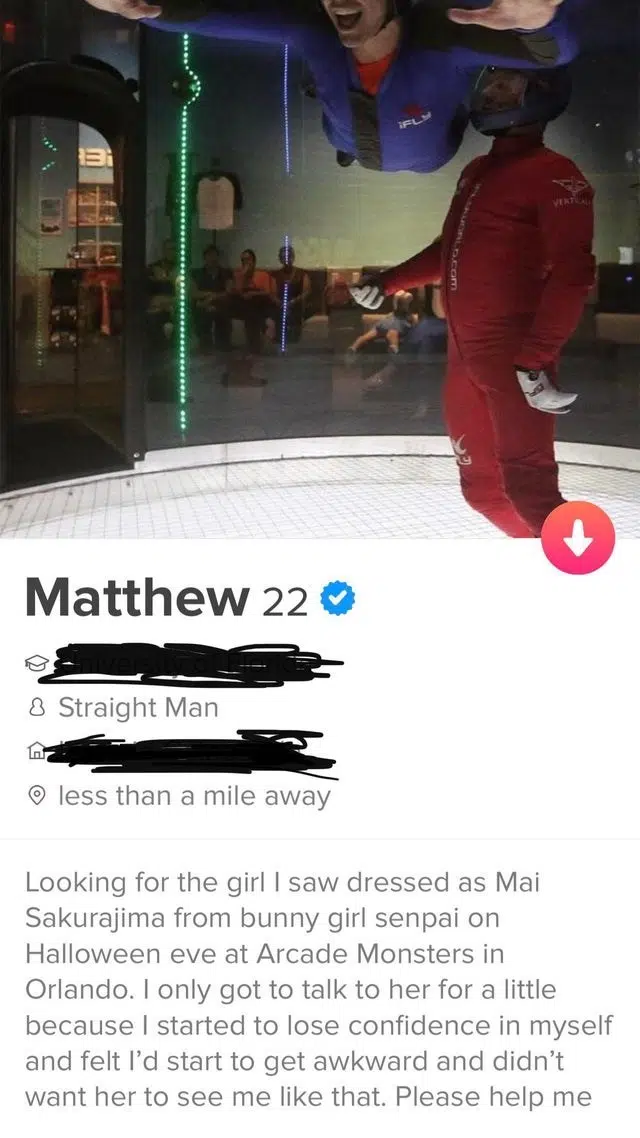 iFLY
VERTICAL
Matthew 22
Straight Man
less than a mile away
Looking for the girl I saw dressed as Mai
Sakurajima from bunny girl senpai on
Halloween eve at Arcade Monsters in
Orlando. I only got to talk to her for a little
because I started to lose confidence in myself
and felt I'd start to get awkward and didn't
want her to see me like that. Please help me